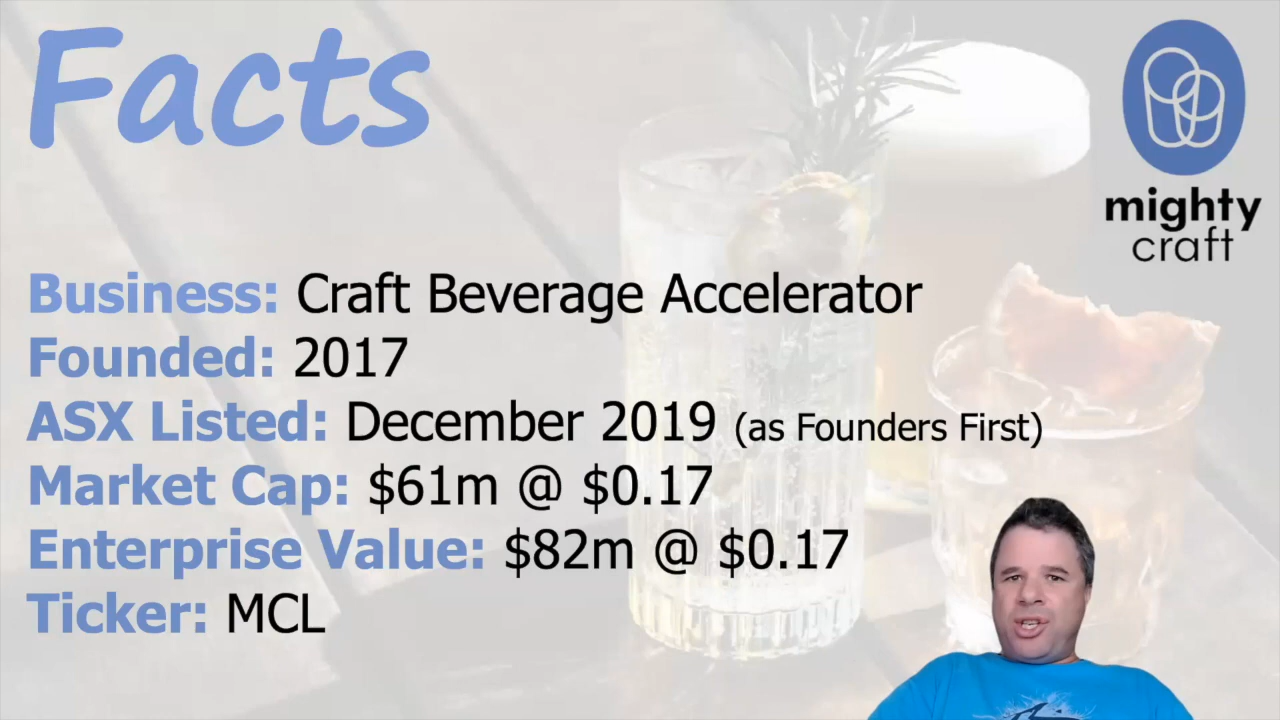 Facts
mighty
craft
Business: Craft Beverage Accelerator
Founded: 2017
ASX Listed: December 2019 (as Founders First)
Market Cap: $61m @ $0.17
Enterprise Value: $82m @ $0.17
Ticker: MCL